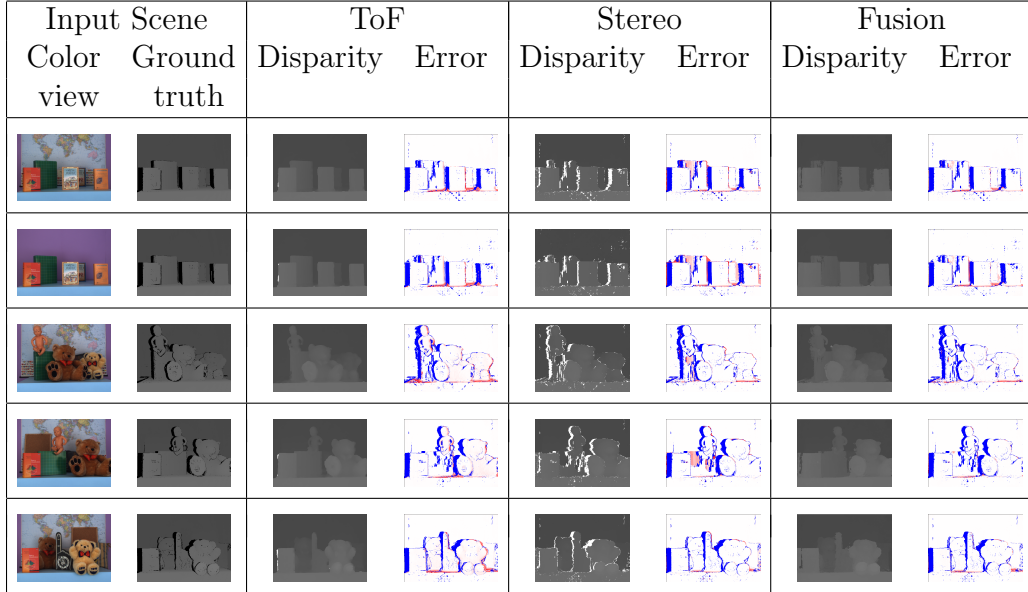 Input Scene ToF Stereo Fusion
Color Ground Disparity Error Disparity Error Disparity Error
view truth